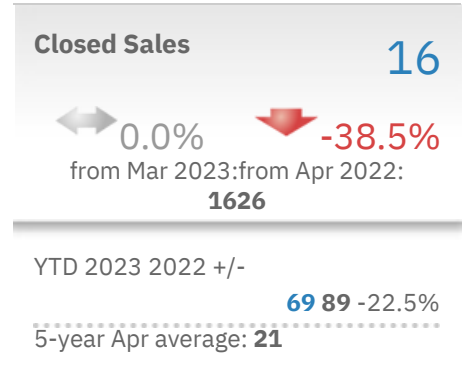 Closed Sales
16
0.0% -38.5%
from Mar 2023:from Apr 2022:
1626
YTD 2023 2022 +/-
69 89 -22.5%
5-year Apr average: 21